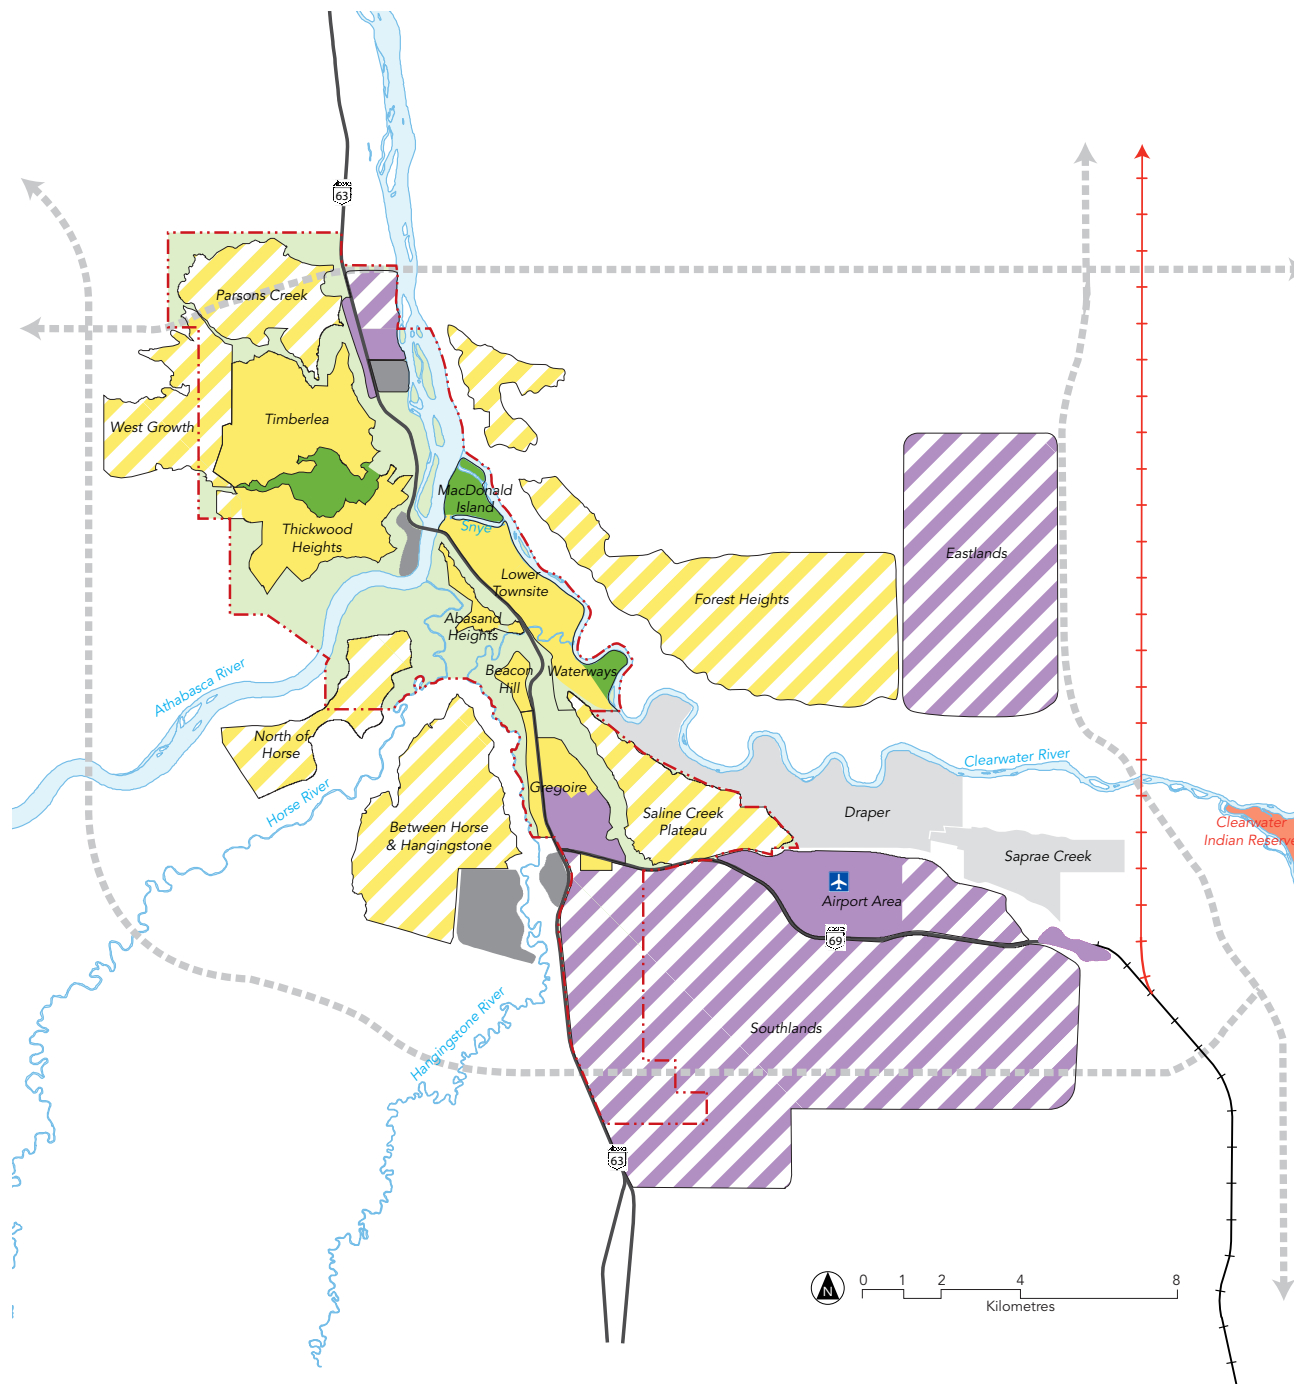 63
Parsons Creek
West Growth
Timberlea
MacDonald
Island
Snye
Thickwood
Heights
Eastlands
Lower
Townsite
Forest Heights
Abasand
Heights
Beacon
Hill
Waterways
Athabasca River
North of
Horse
Clearwater River
Horse River
Gregoire
Saline Creek
Plateau
Draper
Clearwater
Indian Reserve
Between Horse
& Hangingstone
Saprae Creek
Airport Area
69
Hangingstone River
Southlands
63
N
0 1 2 4 8
Kilometres